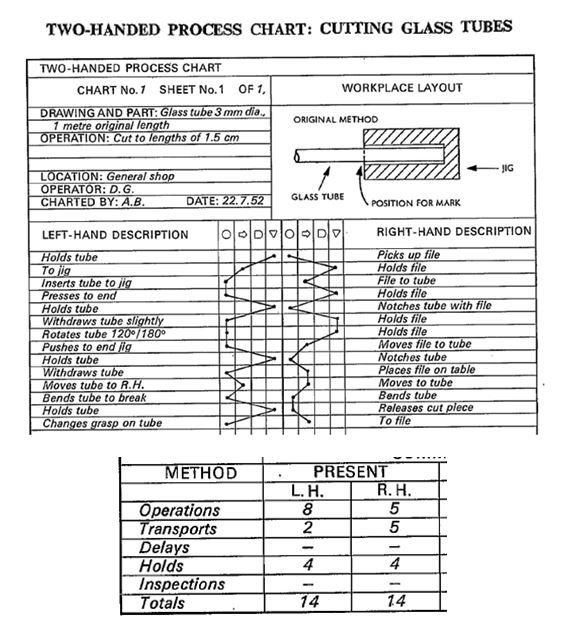 TWO-HANDED PROCESS CHART: CUTTING GLASS TUBES
TWO-HANDED PROCESS CHART
CHART No.1 SHEET No.1 OF 1,
WORKPLACE LAYOUT
DRAWING AND PART: Glass tube 3 mm dia.,
1 metre original length
OPERATION: Cut to lengths of 1.5 cm
ORIGINAL METHOD
JIG
GLASS TUBE
POSITION FOR MARK
LOCATION: General shop
OPERATOR: D.G.
CHARTED BY: A.B. DATE: 22.7.52
LEFT-HAND DESCRIPTION D D RIGHT-HAND DESCRIPTION
Holds tube Picks up file
To jig Holds file
Inserts tube to jig File to tube
Presses to end Holds file
Holds tube Notches tube with file
Withdraws tube slightly Holds file
Rotates tube 120º/180º Holds file
Pushes to end jig Moves file to tube
Holds tube Notches tube
Withdraws tube Places file on table
Moves tube to R.H. Moves to tube
Bends tube to break Bends tube
Holds tube Releases cut piece
Changes grasp on tube To file
METHOD PRESENT
L.H. R.H.
Operations 8 5
Transports 2 5
Delays – –
Holds 4 4
Inspections – –
Totals 14 14